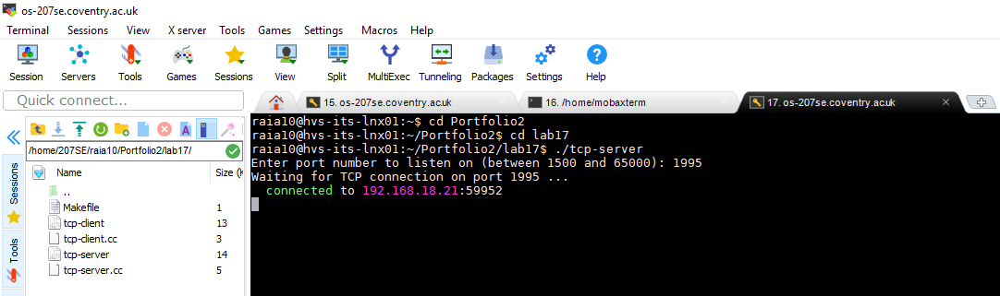 os-207se.coventry.ac.uk
Terminal Sessions View X server Tools Games Settings Macros Help
Session Servers Tools Games Sessions View Split MultiExec Tunneling Packages Settings Help
Quick connect...
15. os-207se.coventry.ac.uk
16. /home/mobaxterm
17. os-207se.coventry.ac.uk
/home/207SE/raia10/Portfolio2/lab17/
Name Size (K
..
Makefile 1
tcp-client 13
tcp-client.cc 3
tcp-server 14
tcp-server.cc 5
Sessions
Tools
raia10@hvs-its-lnx01:~$ cd Portfolio2
raia10@hvs-its-lnx01:~/Portfolio2$ cd lab17
raia10@hvs-its-lnx01:~/Portfolio2/lab17$ ./tcp-server
Enter port number to listen on (between 1500 and 65000): 1995
Waiting for TCP connection on port 1995 ...
connected to 192.168.18.21:59952